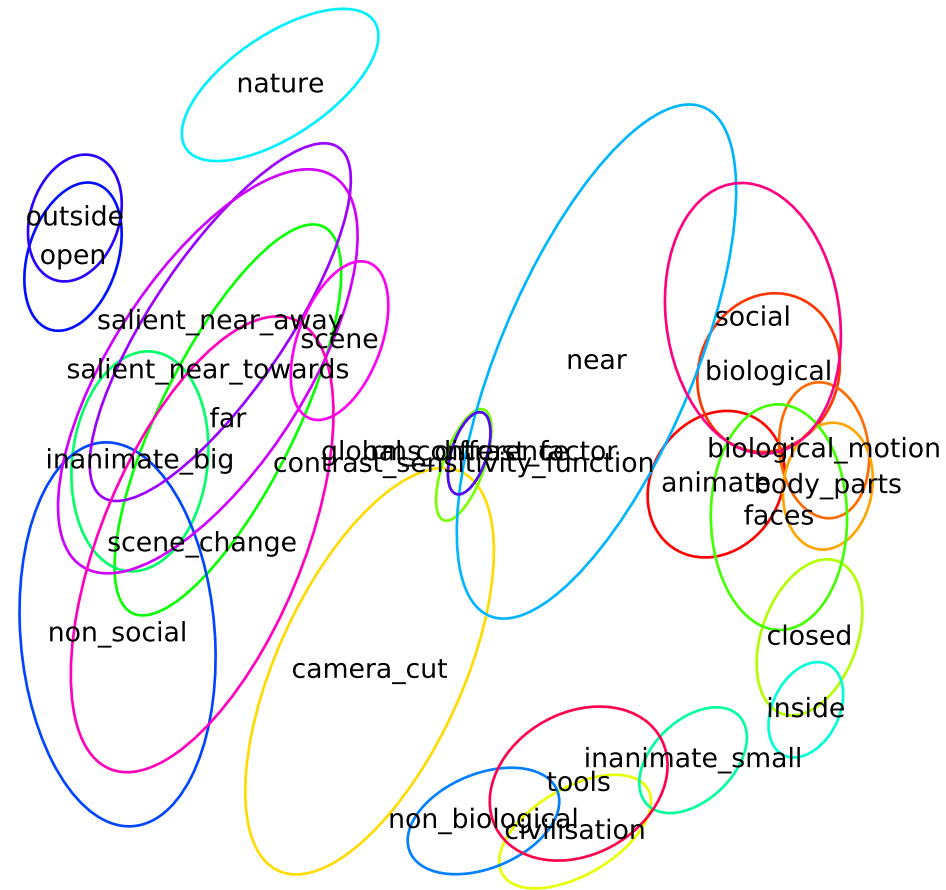 nature
outside
open
salient_near_away
social
scene
near
salient_near_towards
biological
far
biological_motion
inanimate_big
contrast_sensitivity_function
animate
body_parts
faces
scene_change
non_social
closed
camera_cut
inside
inanimate_small
tools
non_biological
civilisation